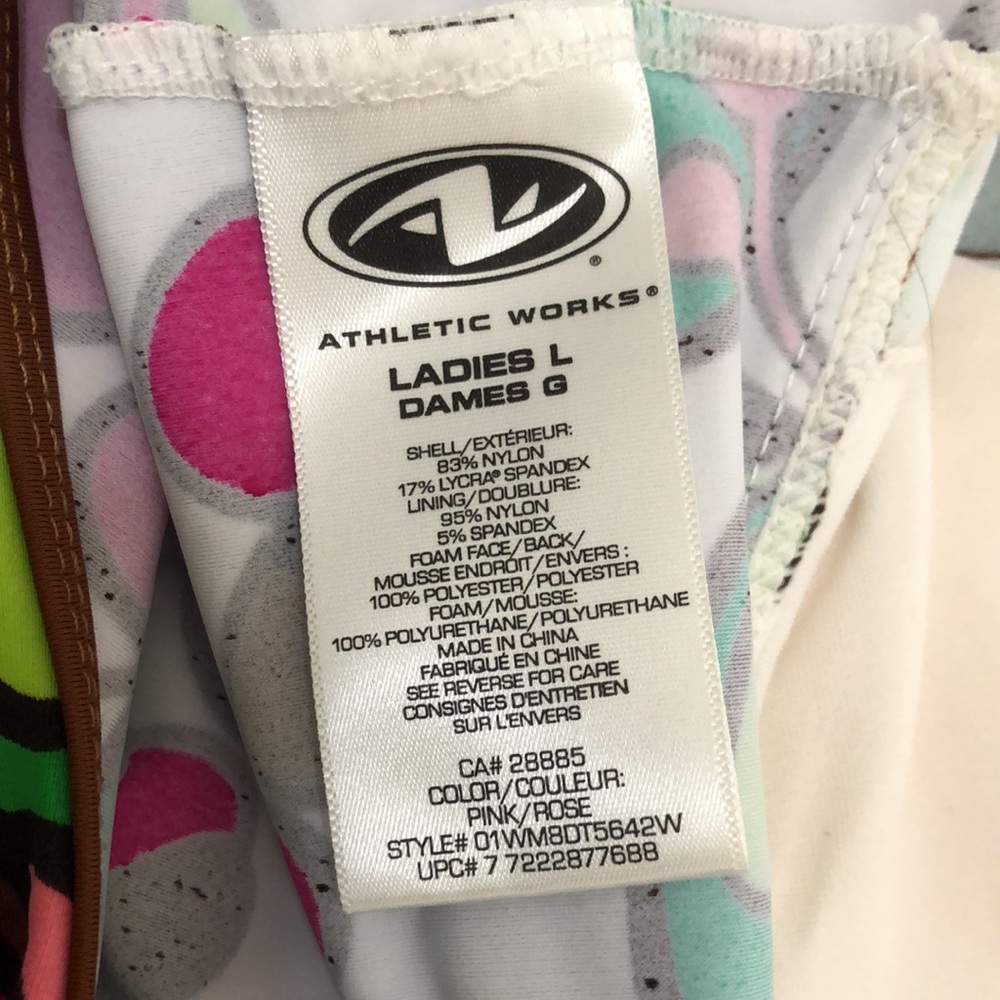 ®
ATHLETIC WORKS®
LADIES L
DAMES G
SHELL/EXTÉRIEUR:
83% NYLON
17% LYCRA® SPANDEX
LINING/DOUBLURE:
95% NYLON
5% SPANDEX
FOAM FACE/BACK/
MOUSSE ENDROIT/ENVERS :
100% POLYESTER/POLYESTER
FOAM/MOUSSE:
100% POLYURETHANE/POLYURETHANE
MADE IN CHINA
FABRIQUÉ EN CHINE
SEE REVERSE FOR CARE
CONSIGNES D'ENTRETIEN
SUR L'ENVERS
CA# 28885
COLOR/COULEUR:
PINK/ROSE
STYLE# 01WM8DT5642W
UPC# 7 7222877688